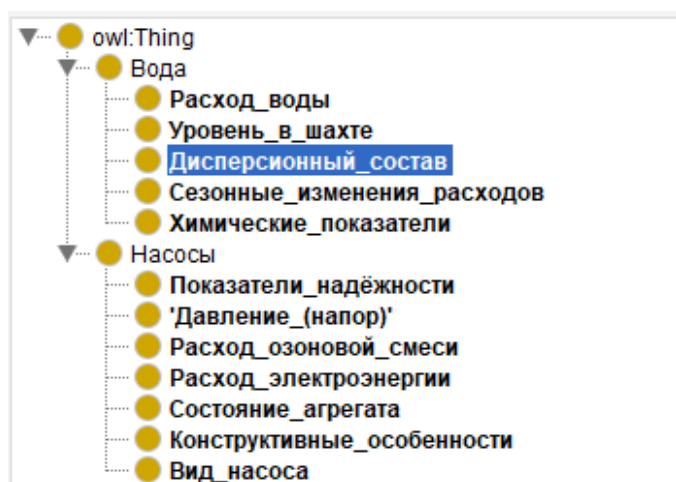 owl:Thing
Вода
Расход_воды
Уровень_в_шахте
Дисперсионный_состав
Сезонные_изменения_расходов
Химические_показатели
Насосы
Показатели_надёжности
'Давление_(напор)'
Расход_озоновой_смеси
Расход_электроэнергии
Состояние_агрегата
Конструктивные_особенности
Вид_насоса